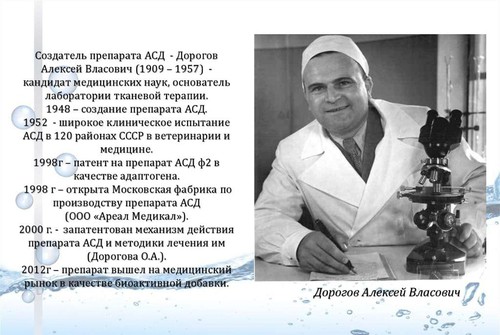 Создатель препарата АСД - Дорогов
Алексей Власович (1909 – 1957) -
кандидат медицинских наук, основатель
лаборатории тканевой терапии.
1948 – создание препарата АСД.
1952 - широкое клиническое испытание
АСД в 120 районах СССР в ветеринарии и
медицине.
1998г – патент на препарат АСД ф2 в
качестве адаптогена.
1998 г – открыта Московская фабрика по
производству препарата АСД
(ООО «Ареал Медикал»).
2000 г. - запатентован механизм действия
препарата АСД и методики лечения им
(Дорогова О.А.).
2012г – препарат вышел на медицинский
рынок в качестве биоактивной добавки.
Дорогов Алексей Власович